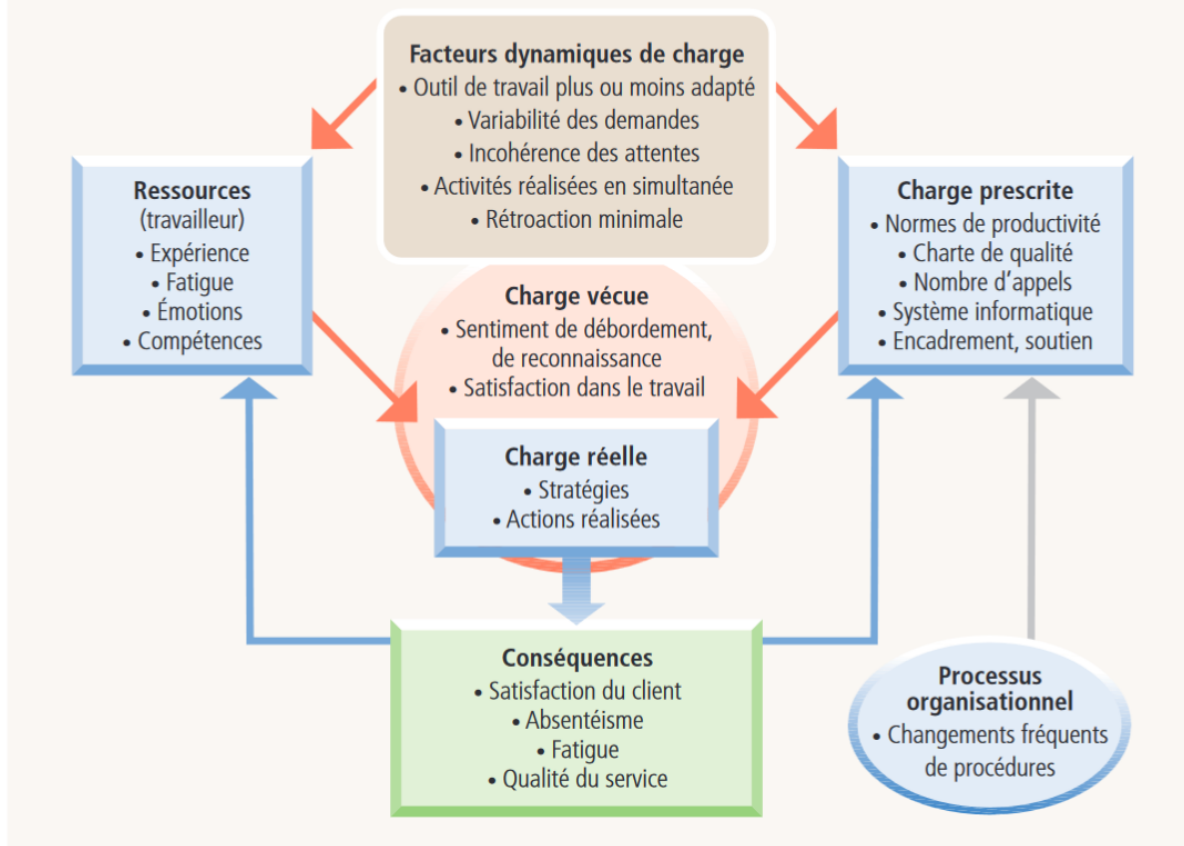 Facteurs dynamiques de charge
• Outil de travail plus ou moins adapté
• Variabilité des demandes
• Incohérence des attentes
• Activités réalisées en simultanée
• Rétroaction minimale
Ressources
(travailleur)
• Expérience
• Fatigue
• Émotions
• Compétences
Charge prescrite
• Normes de productivité
• Charte de qualité
• Nombre d'appels
• Système informatique
• Encadrement, soutien
Charge vécue
• Sentiment de débordement,
de reconnaissance
• Satisfaction dans le travail
Charge réelle
• Stratégies
• Actions réalisées
Conséquences
• Satisfaction du client
• Absentéisme
• Fatigue
• Qualité du service
Processus
organisationnel
• Changements fréquents
de procédures